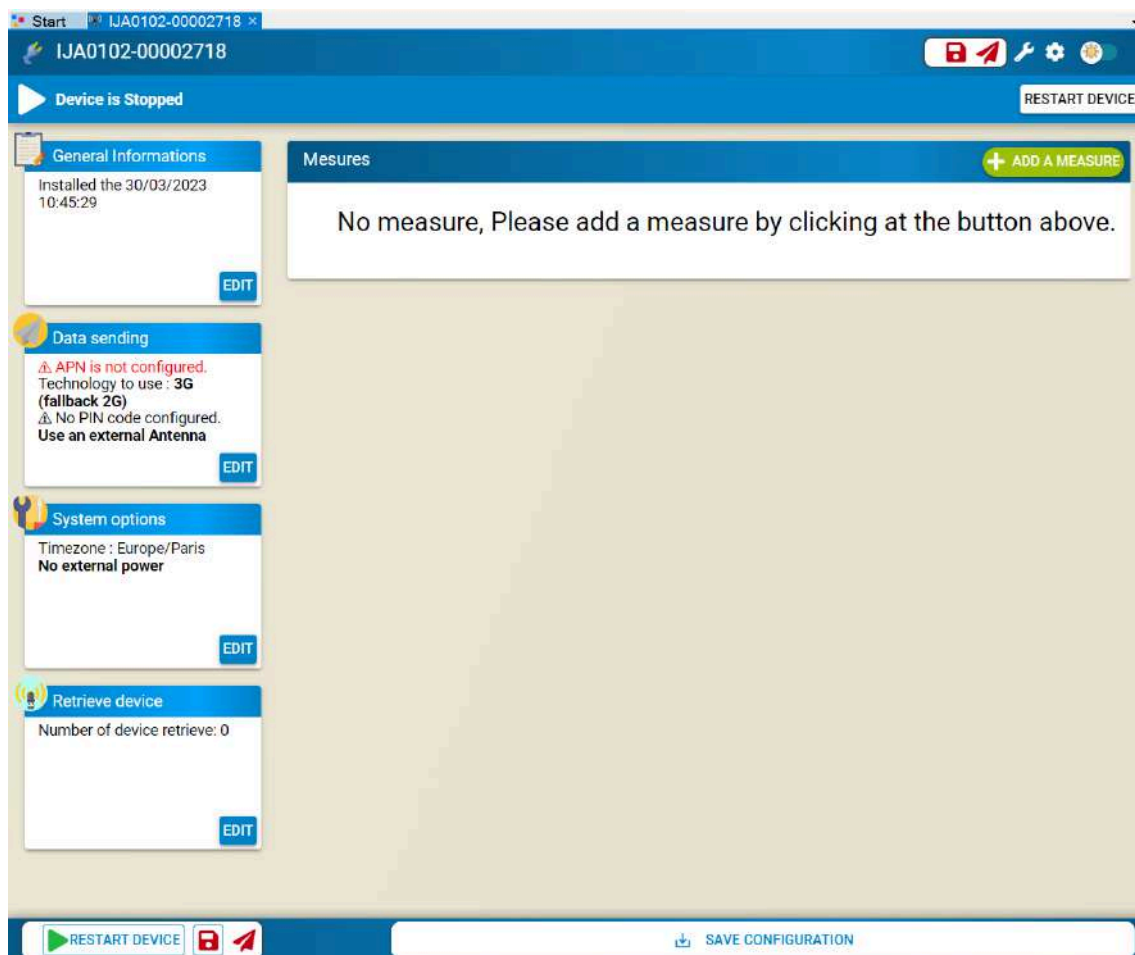 Start
IJA0102-00002718 ×
IJA0102-00002718
Device is Stopped
RESTART DEVICE
General Informations
Installed the 30/03/2023
10:45:29
EDIT
Mesures
ADD A MEASURE
No measure, Please add a measure by clicking at the button above.
Data sending
⚠ APN is not configured.
Technology to use : 3G
(fallback 2G)
⚠ No PIN code configured.
Use an external Antenna
EDIT
System options
Timezone : Europe/Paris
No external power
EDIT
Retrieve device
Number of device retrieve: 0
EDIT
RESTART DEVICE
SAVE CONFIGURATION